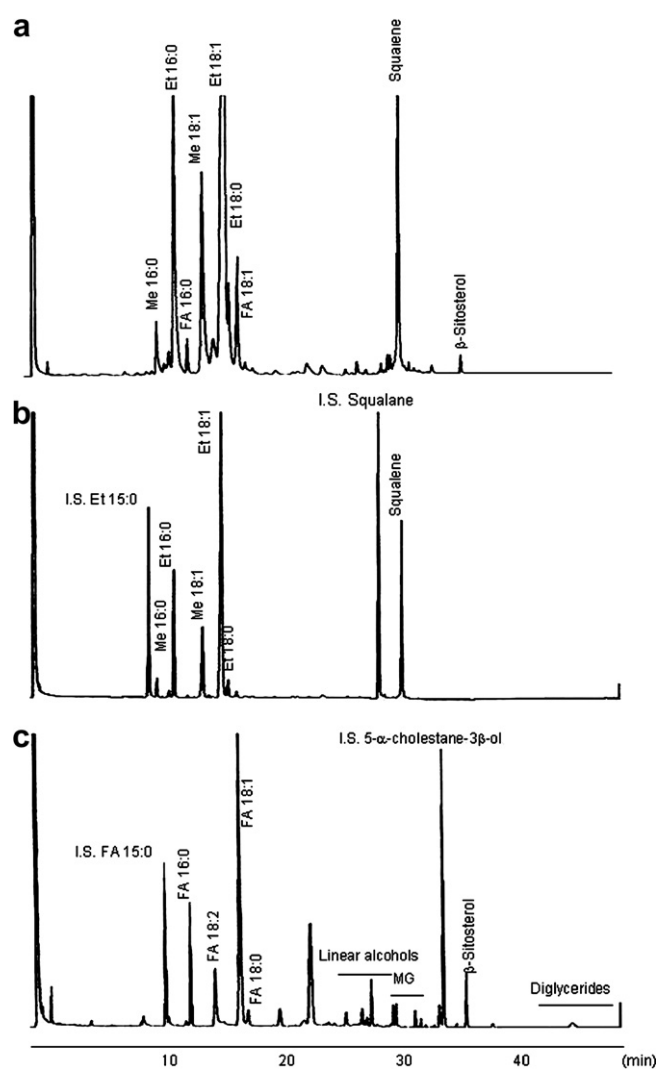 a
Me 16:0
Et 16:0
FA 16:0
Me 18:1
Et 18:1
Et 18:0
FA 18:1
Squalene
β-Sitosterol
b
I.S. Et 15:0
Me 16:0
Et 16:0
Me 18:1
Et 18:1
Et 18:0
I.S. Squalane
Squalene
c
I.S. FA 15:0
FA 16:0
FA 18:2
FA 18:1
FA 18:0
Linear alcohols
MG
I.S. 5-α-cholestane-3β-ol
β-Sitosterol
Diglycerides
10 20 30 40 (min)